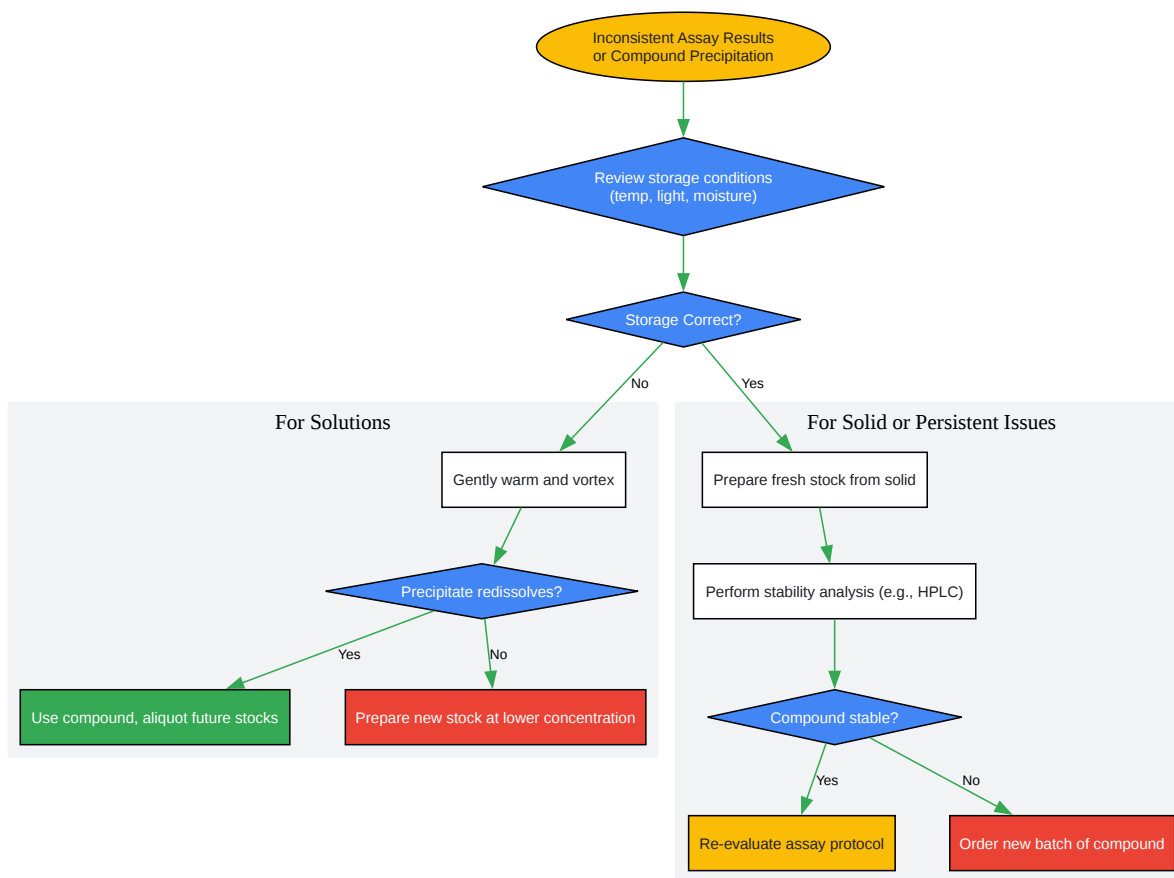 Inconsistent Assay Results
or Compound Precipitation
Review storage conditions
(temp, light, moisture)
Storage Correct?
No
Yes
For Solutions
For Solid or Persistent Issues
Gently warm and vortex
Prepare fresh stock from solid
Precipitate redissolves?
Perform stability analysis (e.g., HPLC)
Yes
No
Use compound, aliquot future stocks
Prepare new stock at lower concentration
Compound stable?
Yes
No
Re-evaluate assay protocol
Order new batch of compound